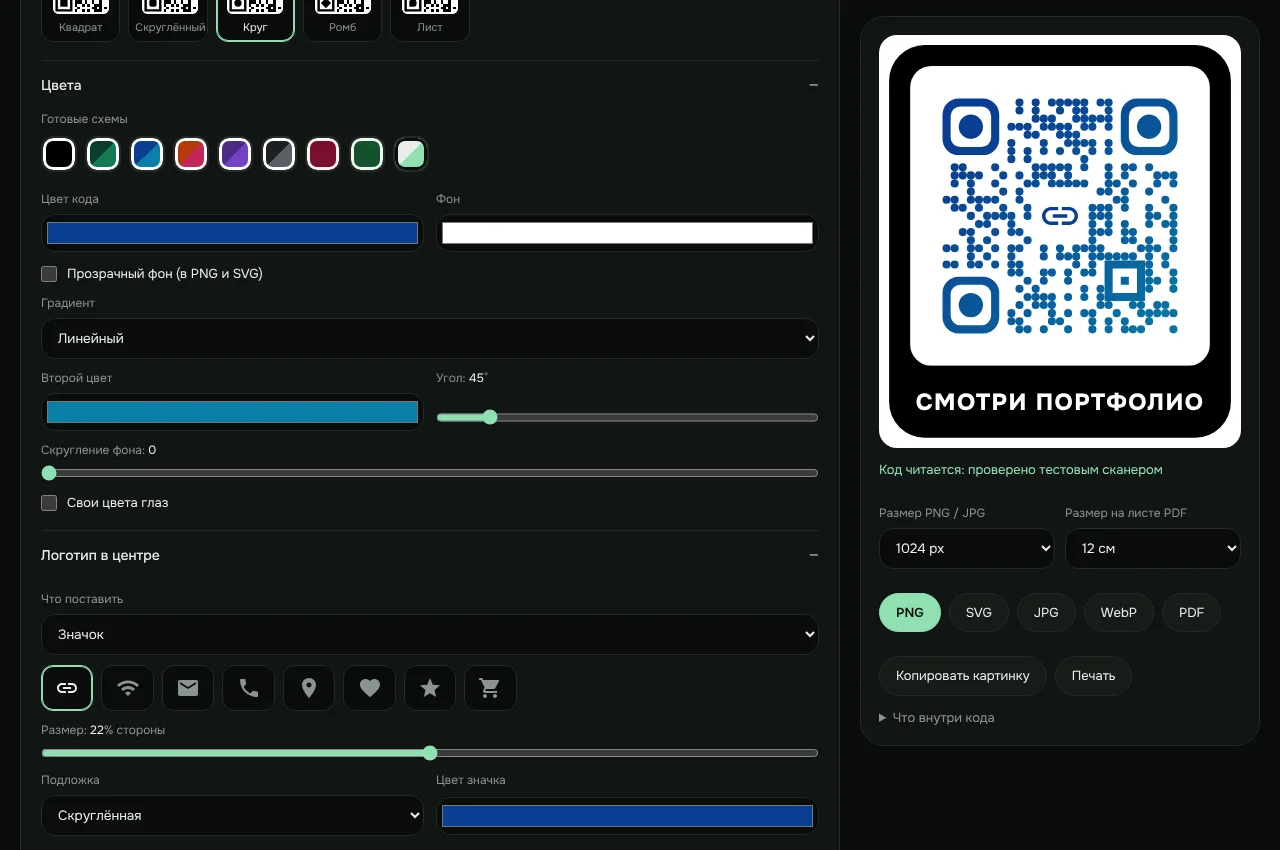 Квадрат
Скруглённый
Круг
Ромб
Лист
Цвета
Готовые схемы
Цвет кода
Фон
Прозрачный фон (в PNG и SVG)
Градиент
Линейный
Второй цвет
Угол: 45°
Скругление фона: 0
Свои цвета глаз
Логотип в центре
Что поставить
Значок
Размер: 22% стороны
Подложка
Цвет значка
Скруглённая
СМОТРИ ПОРТФОЛИО
Код читается: проверено тестовым сканером
Размер PNG / JPG
Размер на листе PDF
1024 px
12 см
PNG
SVG
JPG
WebP
PDF
Копировать картинку
Печать
Что внутри кода